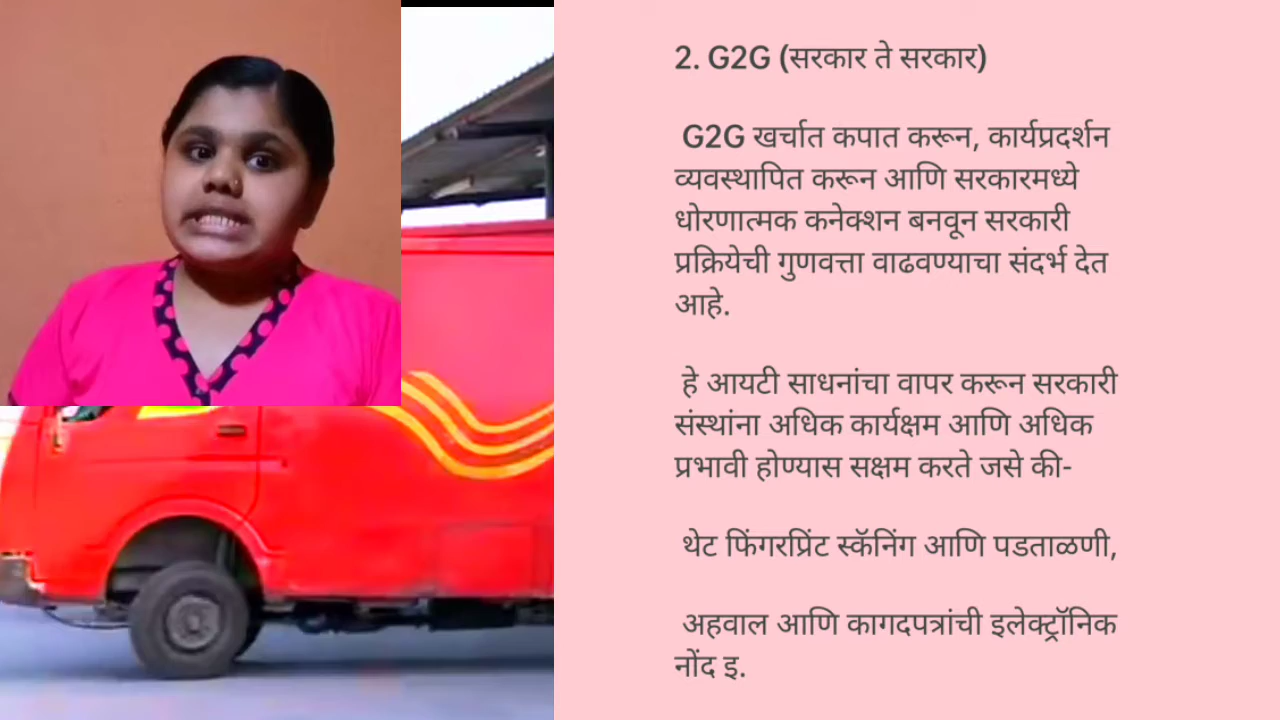 2. G2G (सरकार ते सरकार)
G2G खर्चात कपात करून, कार्यप्रदर्शन
व्यवस्थापित करून आणि सरकारमध्ये
धोरणात्मक कनेक्शन बनवून सरकारी
प्रक्रियेची गुणवत्ता वाढवण्याचा संदर्भ देत
आहे.
हे आयटी साधनांचा वापर करून सरकारी
संस्थांना अधिक कार्यक्षम आणि अधिक
प्रभावी होण्यास सक्षम करते जसे की-
थेट फिंगरप्रिंट स्कॅनिंग आणि पडताळणी,
अहवाल आणि कागदपत्रांची इलेक्ट्रॉनिक
नोंद इ.